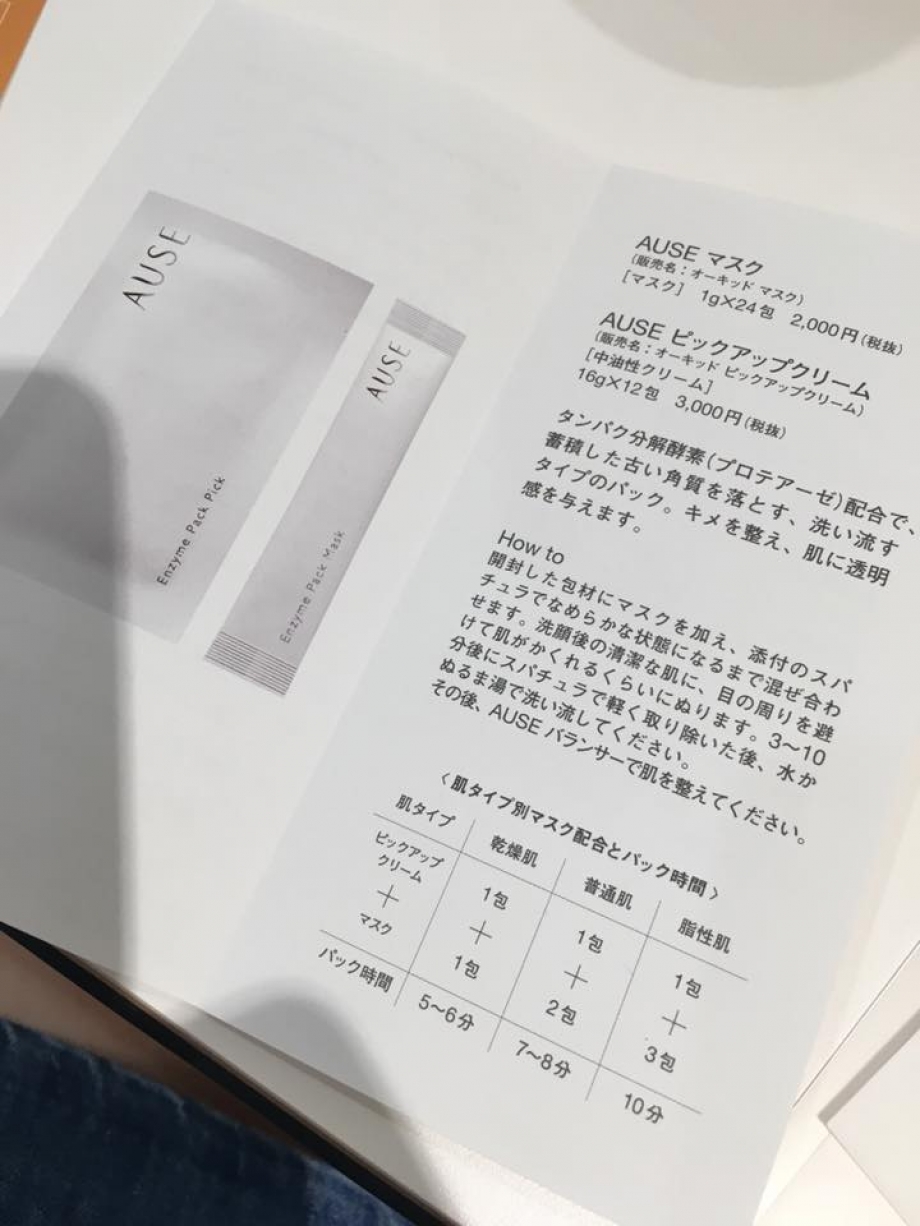 AUSE
Enzyme Pack Pick
AUSE
Enzyme Pack Mask
AUSE マスク
(販売名:オーキッド マスク)
[マスク] 1g×24包 2,000円(税抜)
AUSE ピックアップクリーム
(販売名:オーキッド ピックアップクリーム)
[中油性クリーム]
16g×12包 3,000円(税抜)
タンパク分解酵素(プロテアーゼ)配合で、
蓄積した古い角質を落とす、洗い流す
タイプのパック。キメを整え、肌に透明
感を与えます。
How to
開封した包材にマスクを加え、添付のスパ
チュラでなめらかな状態になるまで混ぜ合わ
せます。洗顔後の清潔な肌に、目の周りを避
けて肌がかくれるくらいにぬります。3〜10
分後にスパチュラで軽く取り除いた後、水か
ぬるま湯で洗い流してください。
その後、AUSE バランサーで肌を整えてください。
〈肌タイプ別マスク配合とパック時間〉
肌タイプ 乾燥肌 普通肌 脂性肌
ピックアップ
クリーム 1包 1包 1包
+ + + +
マスク 1包 2包 3包
パック時間 5〜6分 7〜8分 10分